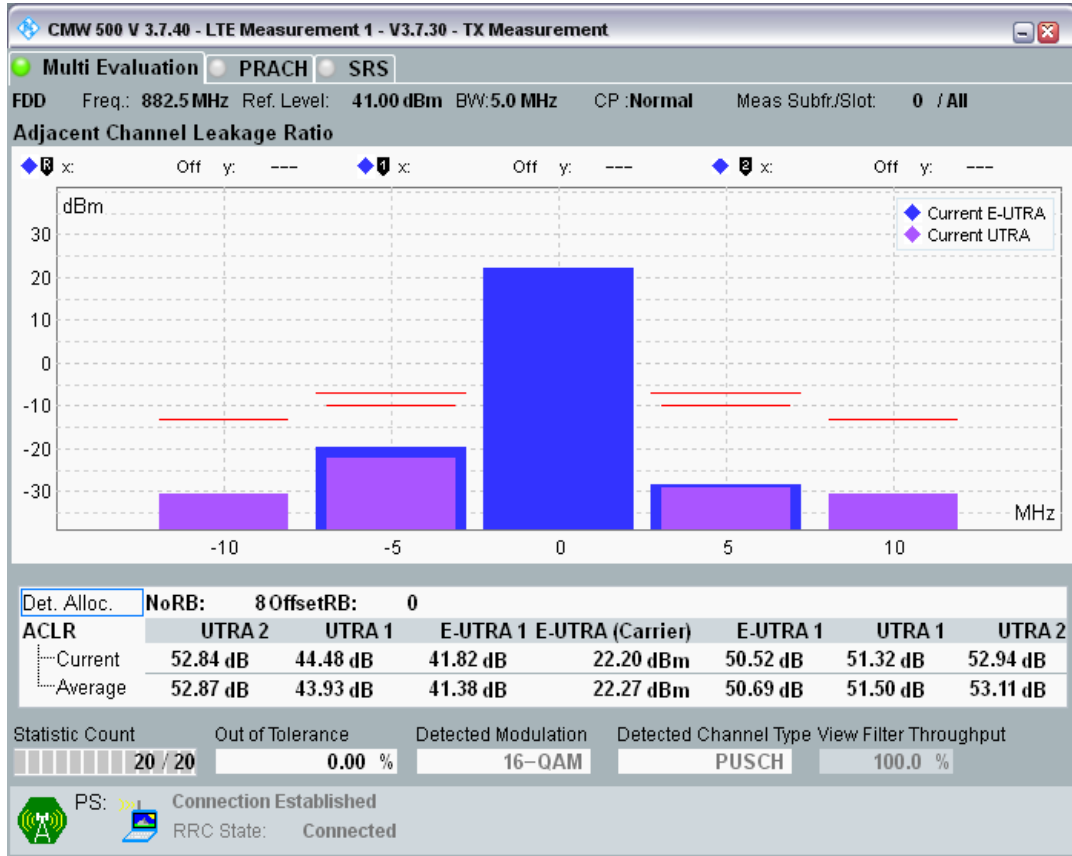 CMW 500 V 3.7.40 - LTE Measurement 1 - V3.7.30 - TX Measurement
Multi Evaluation PRACH SRS
FDD Freq.: 882.5 MHz Ref. Level: 41.00 dBm BW: 5.0 MHz CP : Normal Meas Subfr./Slot: 0 / All
Adjacent Channel Leakage Ratio
R x: Off y: --- 1 x: Off y: --- 2 x: Off y: ---
dBm
Current E-UTRA
Current UTRA
30
20
10
0
-10
-20
-30
MHz
-10 -5 0 5 10
Det. Alloc. NoRB: 8 OffsetRB: 0
ACLR UTRA 2 UTRA 1 E-UTRA 1 E-UTRA (Carrier) E-UTRA 1 UTRA 1 UTRA 2
Current 52.84 dB 44.48 dB 41.82 dB 22.20 dBm 50.52 dB 51.32 dB 52.94 dB
Average 52.87 dB 43.93 dB 41.38 dB 22.27 dBm 50.69 dB 51.50 dB 53.11 dB
Statistic Count Out of Tolerance Detected Modulation Detected Channel Type View Filter Throughput
20 / 20 0.00 % 16-QAM PUSCH 100.0 %
PS: Connection Established
RRC State: Connected